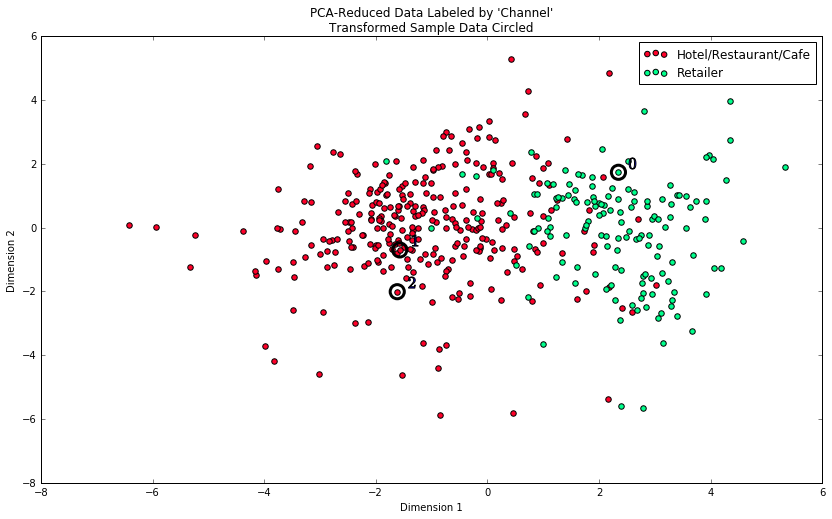 PCA-Reduced Data Labeled by 'Channel'
Transformed Sample Data Circled
Hotel/Restaurant/Cafe
Retailer
0
1
2
6
4
2
0
−2
−4
−6
−8
Dimension 2
−8 −6 −4 −2 0 2 4 6
Dimension 1